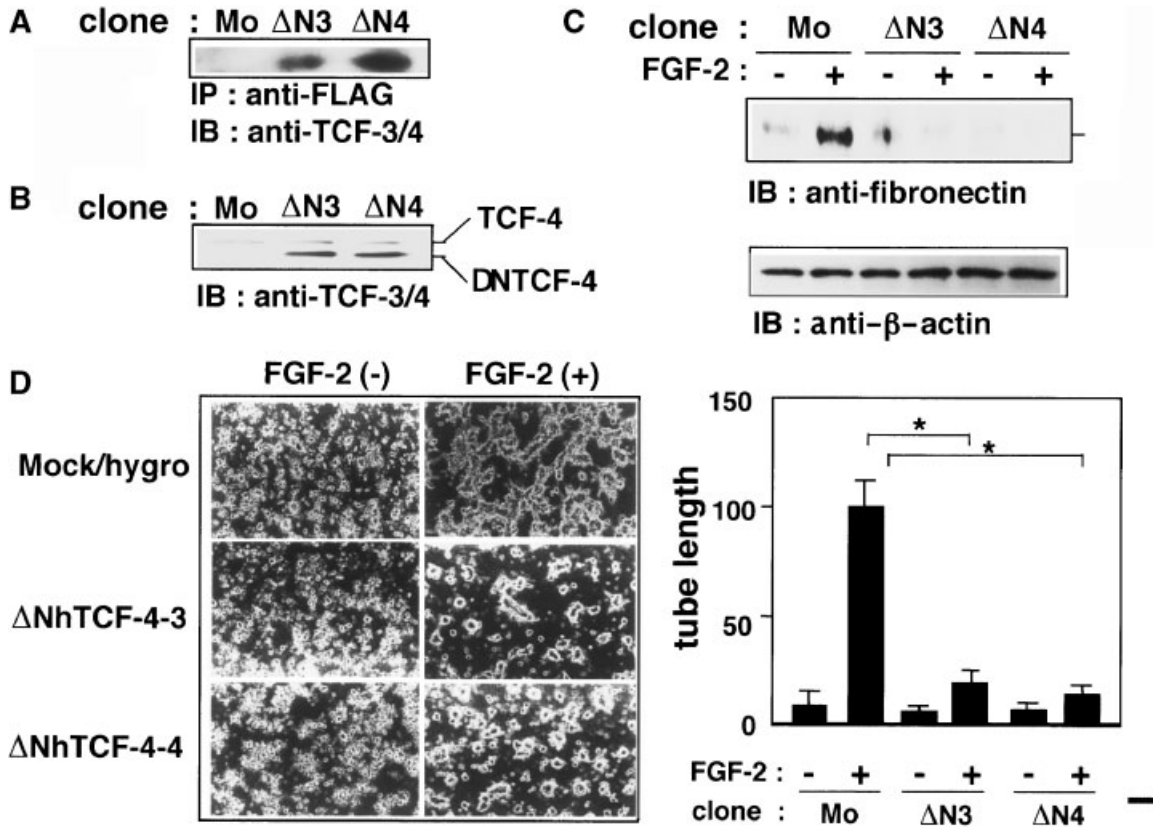 A
clone : Mo ΔN3 ΔN4
IP : anti-FLAG
IB : anti-TCF-3/4
B
clone : Mo ΔN3 ΔN4
TCF-4
DNTCF-4
IB : anti-TCF-3/4
C
clone : Mo ΔN3 ΔN4
FGF-2 : - + - + - +
IB : anti-fibronectin
IB : anti-β-actin
D
FGF-2 (-) FGF-2 (+)
Mock/hygro
ΔNhTCF-4-3
ΔNhTCF-4-4
tube length
150
100
50
0
* *
FGF-2 : - + - + - +
clone : Mo ΔN3 ΔN4